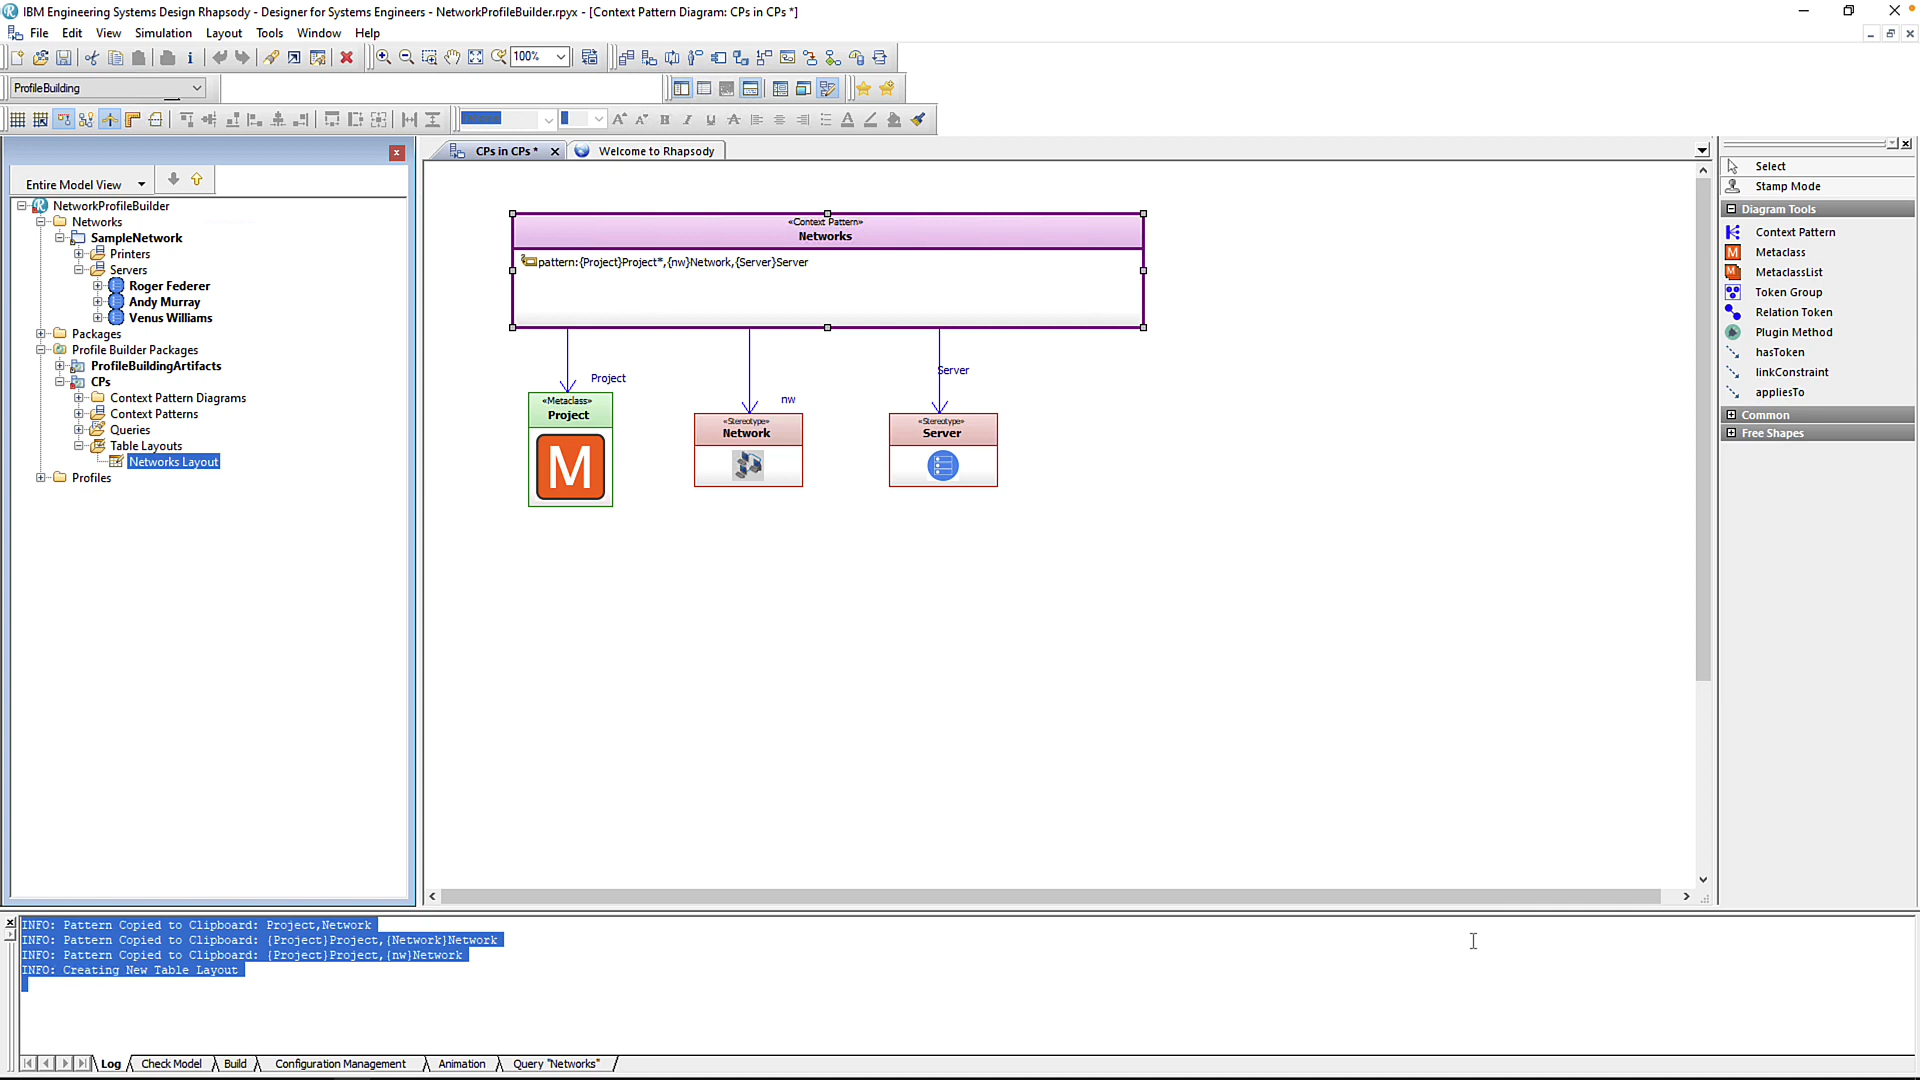 IBM Engineering Systems Design Rhapsody - Designer for Systems Engineers - NetworkProfileBuilder.rpyx - [Context Pattern Diagram: CPs in CPs *]
File Edit View Simulation Layout Tools Window Help
100%
ProfileBuilding
CPs in CPs *
Welcome to Rhapsody
Entire Model View
NetworkProfileBuilder
Networks
SampleNetwork
Printers
Servers
Roger Federer
Andy Murray
Venus Williams
Packages
Profile Builder Packages
ProfileBuildingArtifacts
CPs
Context Pattern Diagrams
Context Patterns
Queries
Table Layouts
Networks Layout
Profiles
«Context Pattern»
Networks
pattern:{Project}Project*,{nw}Network,{Server}Server
Project
nw
Server
«Metaclass»
Project
M
«Stereotype»
Network
«Stereotype»
Server
Select
Stamp Mode
Diagram Tools
Context Pattern
Metaclass
MetaclassList
Token Group
Relation Token
Plugin Method
hasToken
linkConstraint
appliesTo
Common
Free Shapes
INFO: Pattern Copied to Clipboard: Project,Network
INFO: Pattern Copied to Clipboard: {Project}Project,{Network}Network
INFO: Pattern Copied to Clipboard: {Project}Project,{nw}Network
INFO: Creating New Table Layout
Log Check Model Build Configuration Management Animation Query "Networks"